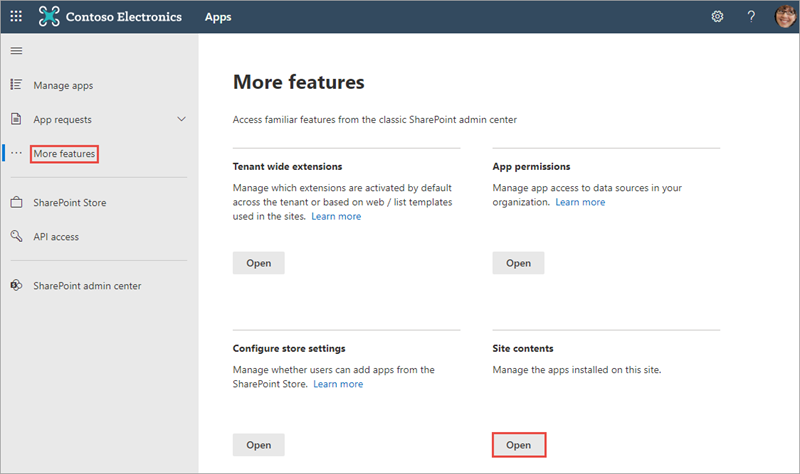 Contoso Electronics Apps ?
Manage apps
App requests
More features
SharePoint Store
API access
SharePoint admin center
More features
Access familiar features from the classic SharePoint admin center
Tenant wide extensions
Manage which extensions are activated by default
across the tenant or based on web / list templates
used in the sites. Learn more
Open
App permissions
Manage app access to data sources in your
organization. Learn more
Open
Configure store settings
Manage whether users can add apps from the
SharePoint Store. Learn more
Open
Site contents
Manage the apps installed on this site.
Open